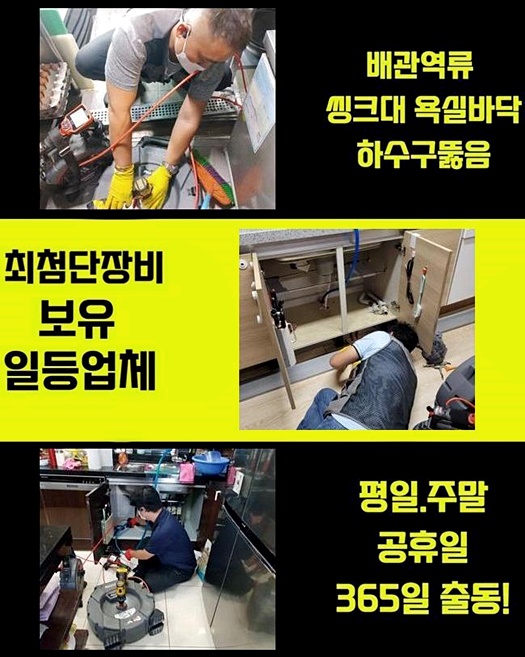 배관역류
씽크대 욕실바닥
하수구뚫음
최첨단장비
보유
일등업체
평일.주말
공휴일
365일 출동!